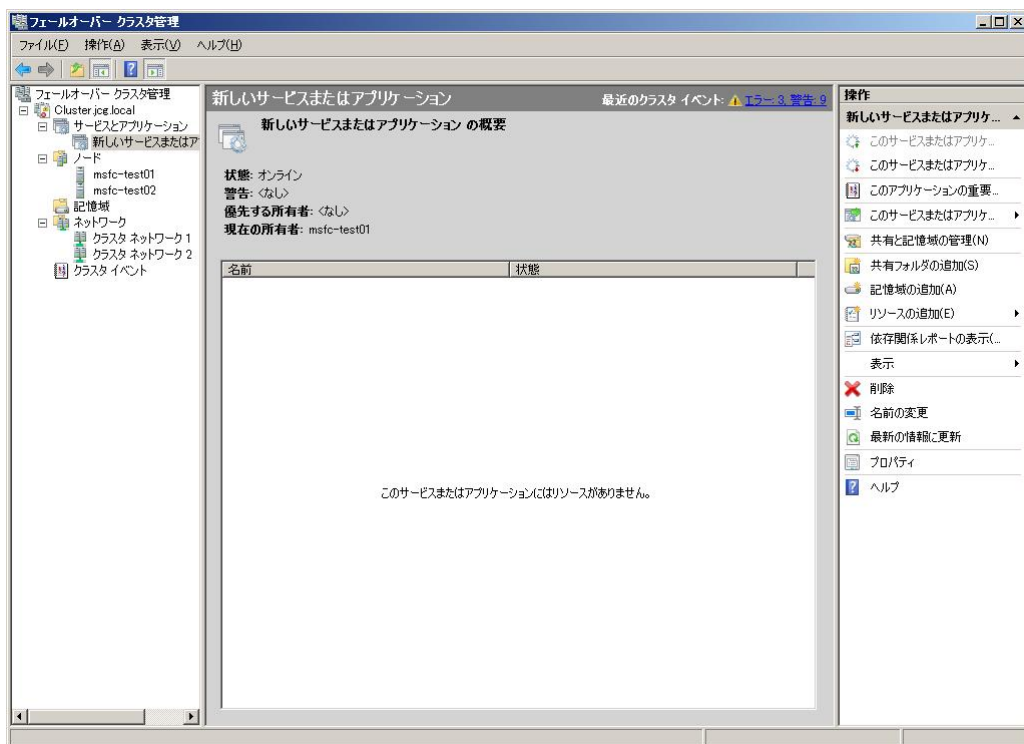 フェールオーバー クラスタ管理
ファイル(F) 操作(A) 表示(V) ヘルプ(H)
フェールオーバー クラスタ管理
Cluster.jcg.local
サービスとアプリケーション
新しいサービスまたはア
ノード
msfc-test01
msfc-test02
記憶域
ネットワーク
クラスタ ネットワーク 1
クラスタ ネットワーク 2
クラスタ イベント
新しいサービスまたはアプリケーション 最近のクラスタ イベント: エラー: 3, 警告: 9
新しいサービスまたはアプリケーション の概要
状態: オンライン
警告: <なし>
優先する所有者: <なし>
現在の所有者: msfc-test01
名前 状態
このサービスまたはアプリケーションにはリソースがありません。
操作
新しいサービスまたはアプリケ...
このサービスまたはアプリケ...
このサービスまたはアプリケ...
このアプリケーションの重要...
このサービスまたはアプリケ...
共有と記憶域の管理(N)
共有フォルダの追加(S)
記憶域の追加(A)
リソースの追加(E)
依存関係レポートの表示(...
表示
削除
名前の変更
最新の情報に更新
プロパティ
ヘルプ